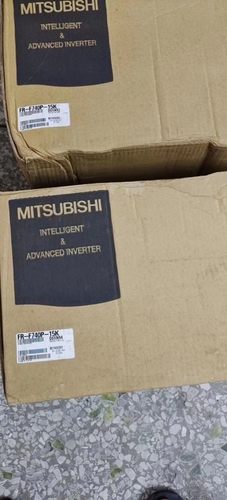 MITSUBISHI
INTELLIGENT
&
ADVANCED INVERTER
FR-F740P-15K
MITSUBISHI
INTELLIGENT
&
ADVANCED INVERTER
FR-F740P-15K